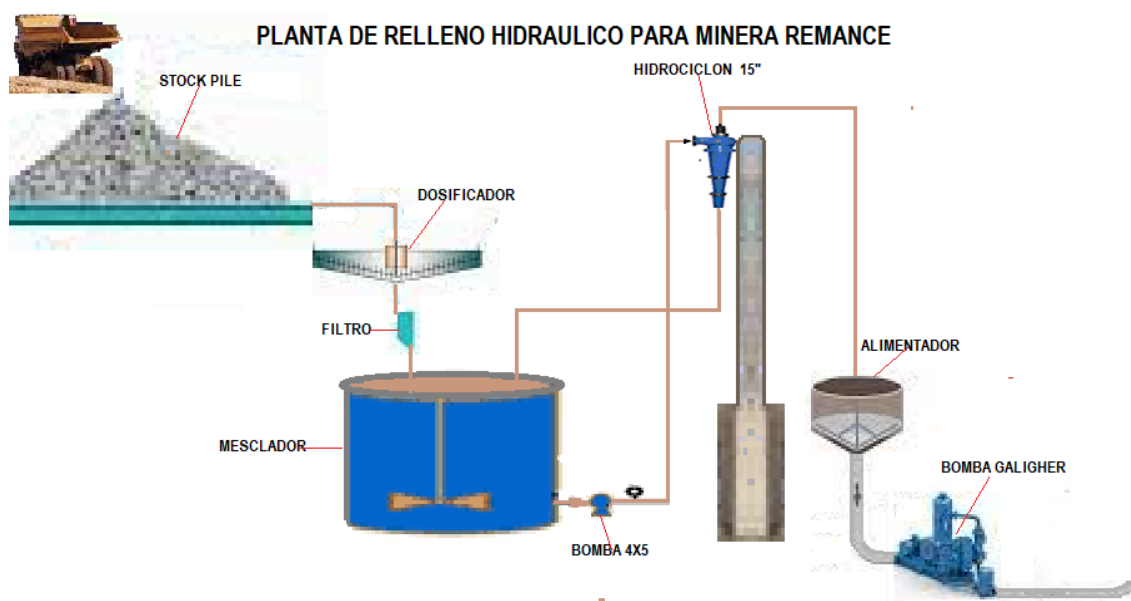 PLANTA DE RELLENO HIDRAULICO PARA MINERA REMANCE
HIDROCICLON 15"
STOCK PILE
DOSIFICADOR
FILTRO
ALIMENTADOR
MESCLADOR
BOMBA GALIGHER
BOMBA 4X5